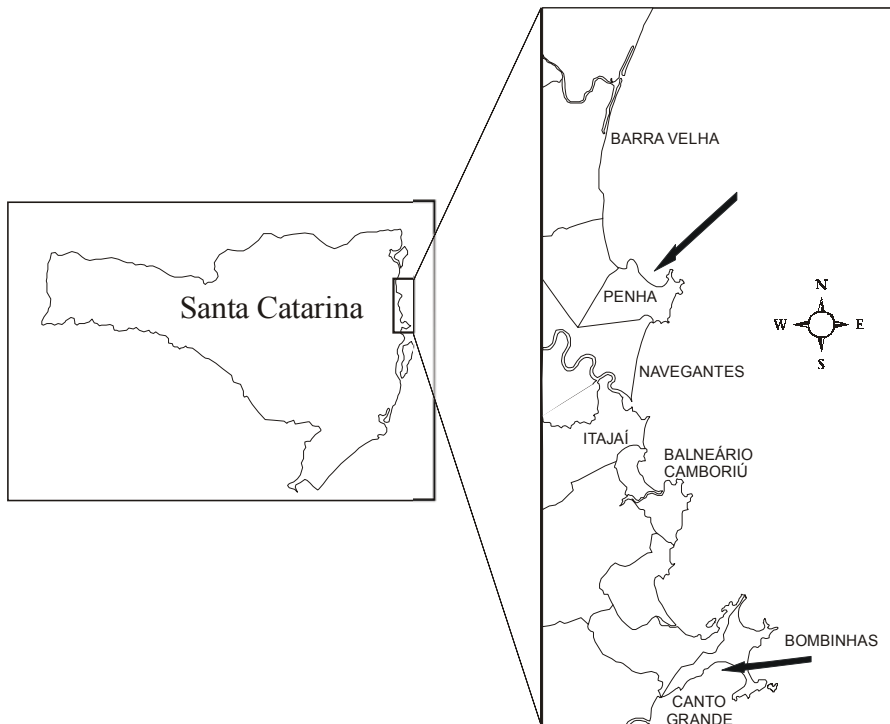 Santa Catarina
BARRA VELHA
PENHA
N
W E
S
NAVEGANTES
ITAJAÍ
BALNEÁRIO
CAMBORIÚ
BOMBINHAS
CANTO
GRANDE